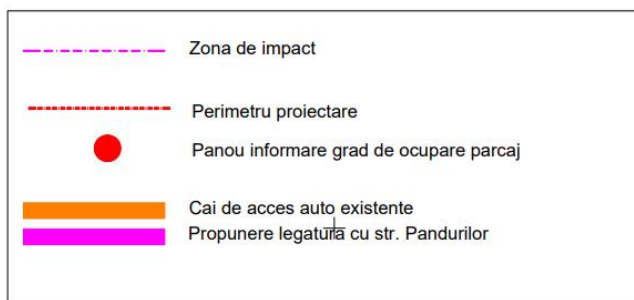 Zona de impact
Perimetru proiectare
Panou informare grad de ocupare parcaj
Cai de acces auto existente
Propunere legatura cu str. Pandurilor